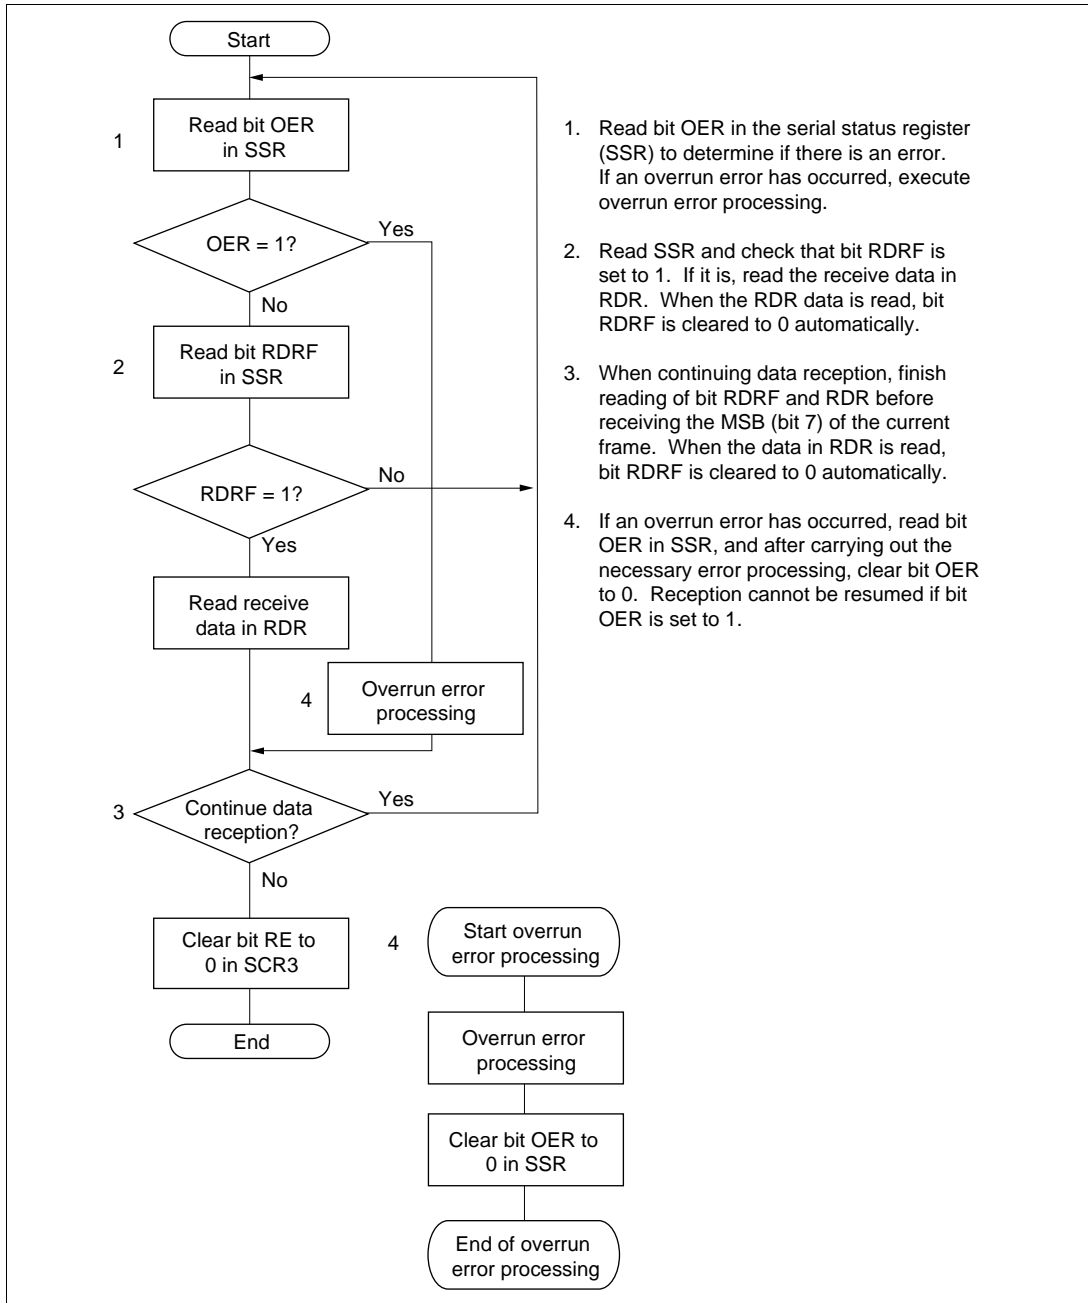 Start
1
Read bit OER
in SSR
OER = 1?
Yes
No
2
Read bit RDRF
in SSR
RDRF = 1?
No
Yes
Read receive
data in RDR
4
Overrun error
processing
3
Continue data
reception?
Yes
No
Clear bit RE to
0 in SCR3
End
4
Start overrun
error processing
Overrun error
processing
Clear bit OER to
0 in SSR
End of overrun
error processing
1. Read bit OER in the serial status register
(SSR) to determine if there is an error.
If an overrun error has occurred, execute
overrun error processing.
2. Read SSR and check that bit RDRF is
set to 1. If it is, read the receive data in
RDR. When the RDR data is read, bit
RDRF is cleared to 0 automatically.
3. When continuing data reception, finish
reading of bit RDRF and RDR before
receiving the MSB (bit 7) of the current
frame. When the data in RDR is read,
bit RDRF is cleared to 0 automatically.
4. If an overrun error has occurred, read bit
OER in SSR, and after carrying out the
necessary error processing, clear bit OER
to 0. Reception cannot be resumed if bit
OER is set to 1.